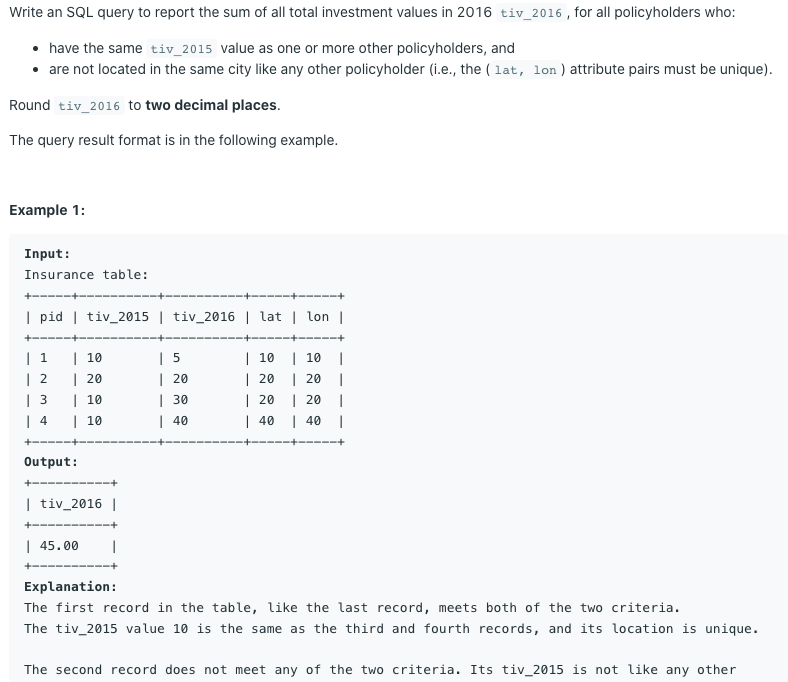 Write an SQL query to report the sum of all total investment values in 2016 tiv_2016 , for all policyholders who:
• have the same tiv_2015 value as one or more other policyholders, and
• are not located in the same city like any other policyholder (i.e., the ( lat, lon ) attribute pairs must be unique).
Round tiv_2016 to two decimal places.
The query result format is in the following example.
Example 1:
Input:
Insurance table:
+-----+----------+----------+-----+-----+
| pid | tiv_2015 | tiv_2016 | lat | lon |
+-----+----------+----------+-----+-----+
| 1   | 10       | 5        | 10  | 10  |
| 2   | 20       | 20       | 20  | 20  |
| 3   | 10       | 30       | 20  | 20  |
| 4   | 10       | 40       | 40  | 40  |
+-----+----------+----------+-----+-----+
Output:
+----------+
| tiv_2016 |
+----------+
| 45.00    |
+----------+
Explanation:
The first record in the table, like the last record, meets both of the two criteria.
The tiv_2015 value 10 is the same as the third and fourth records, and its location is unique.
The second record does not meet any of the two criteria. Its tiv_2015 is not like any other